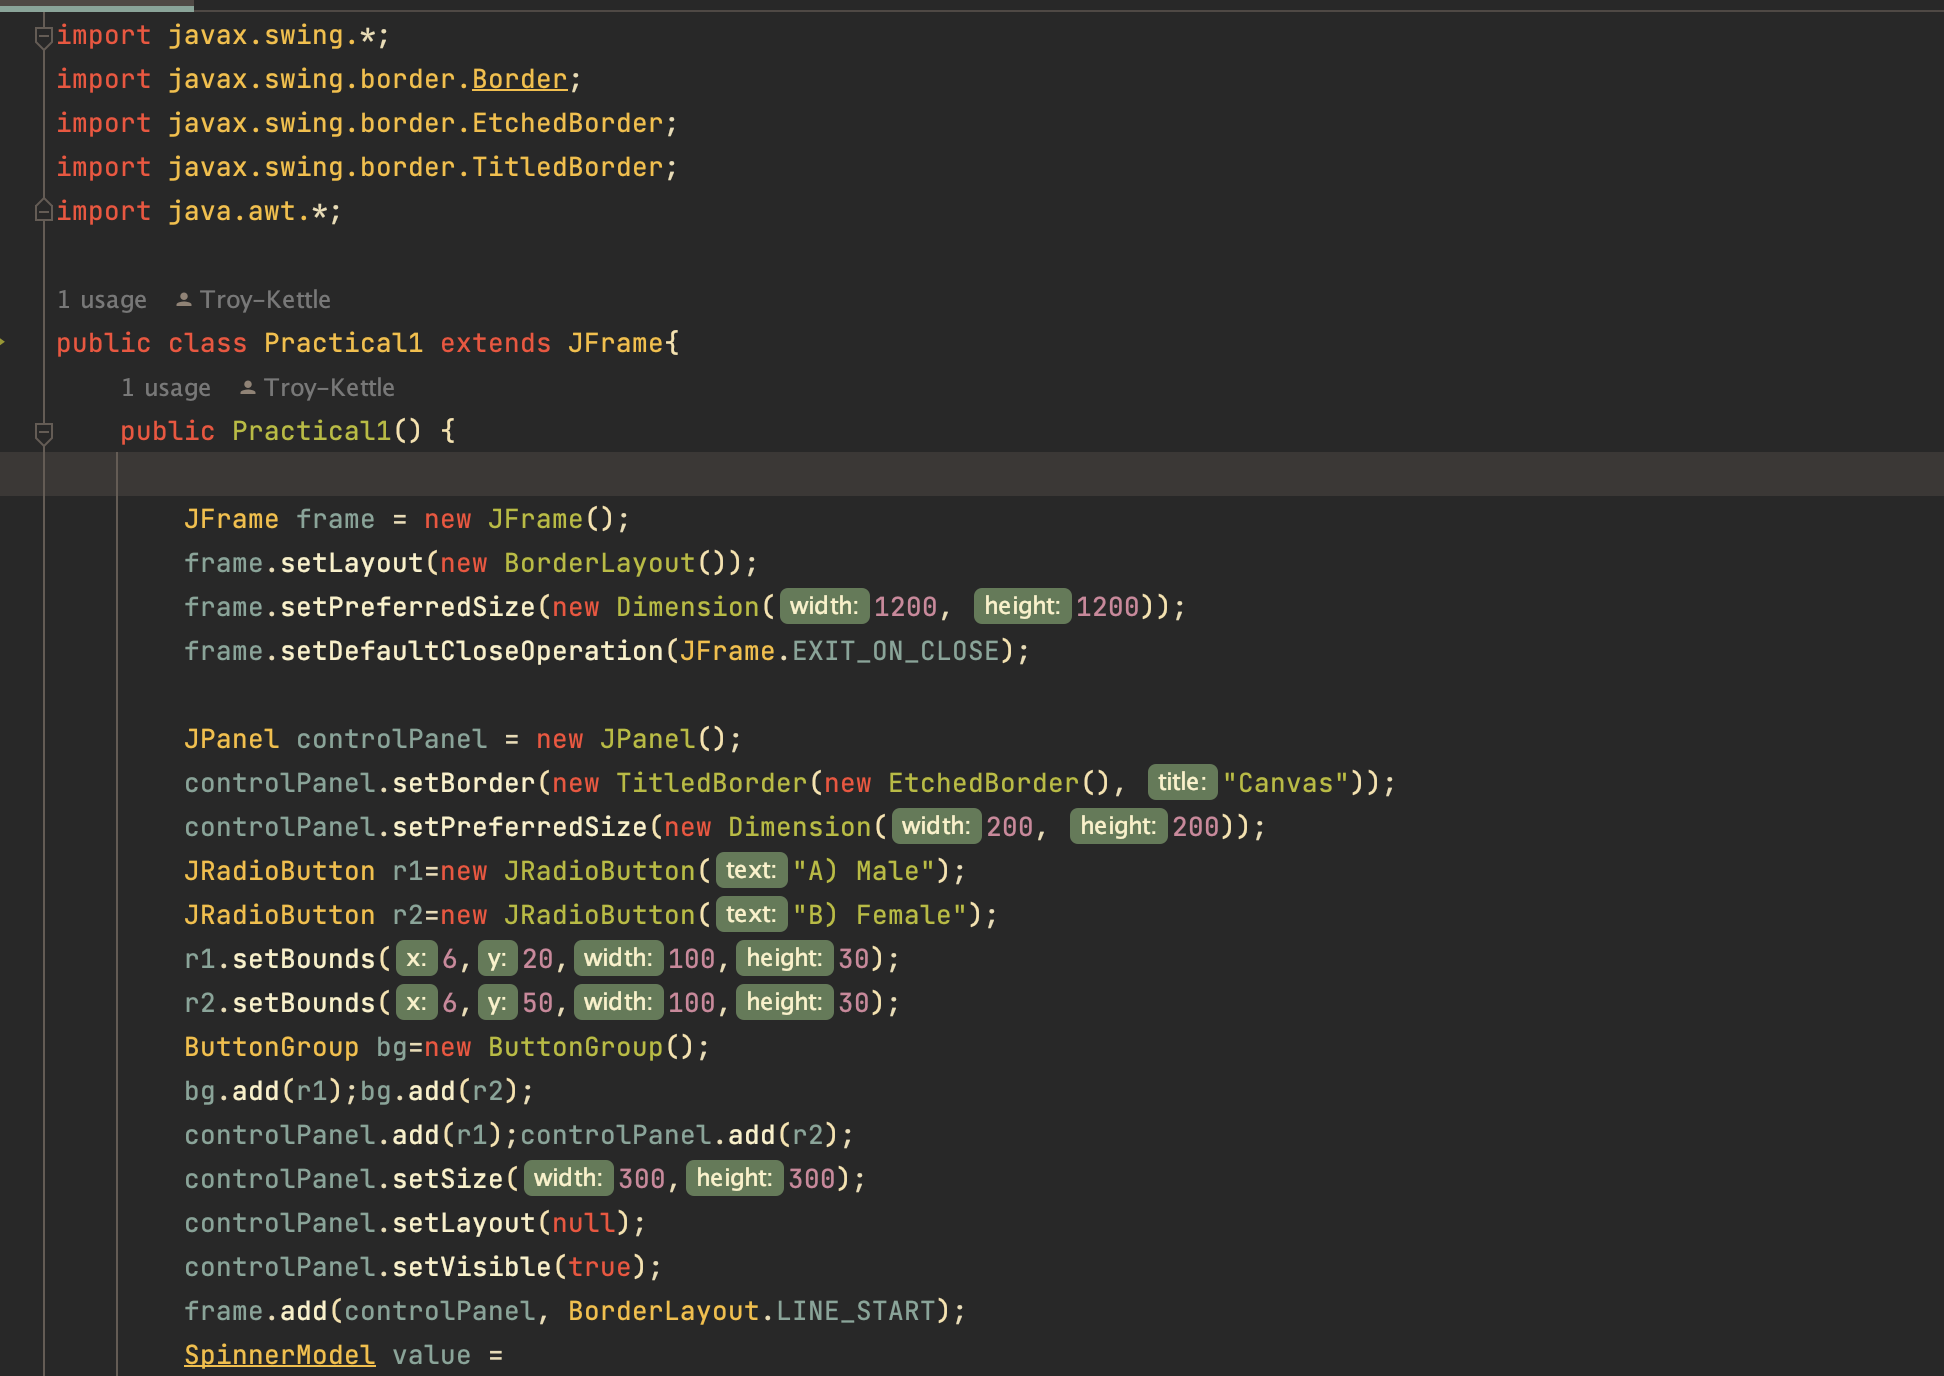 import javax.swing.*;
import javax.swing.border.Border;
import javax.swing.border.EtchedBorder;
import javax.swing.border.TitledBorder;
import java.awt.*;
1 usage Troy-Kettle
public class Practical1 extends JFrame{
1 usage Troy-Kettle
public Practical1() {
JFrame frame = new JFrame();
frame.setLayout(new BorderLayout());
frame.setPreferredSize(new Dimension( width: 1200, height: 1200));
frame.setDefaultCloseOperation(JFrame.EXIT_ON_CLOSE);
JPanel controlPanel = new JPanel();
controlPanel.setBorder(new TitledBorder(new EtchedBorder(), title: "Canvas"));
controlPanel.setPreferredSize(new Dimension( width: 200, height: 200));
JRadioButton r1=new JRadioButton( text: "A) Male");
JRadioButton r2=new JRadioButton( text: "B) Female");
r1.setBounds( x: 6, y: 20, width: 100, height: 30);
r2.setBounds( x: 6, y: 50, width: 100, height: 30);
ButtonGroup bg=new ButtonGroup();
bg.add(r1);bg.add(r2);
controlPanel.add(r1);controlPanel.add(r2);
controlPanel.setSize( width: 300, height: 300);
controlPanel.setLayout(null);
controlPanel.setVisible(true);
frame.add(controlPanel, BorderLayout.LINE_START);
SpinnerModel value =